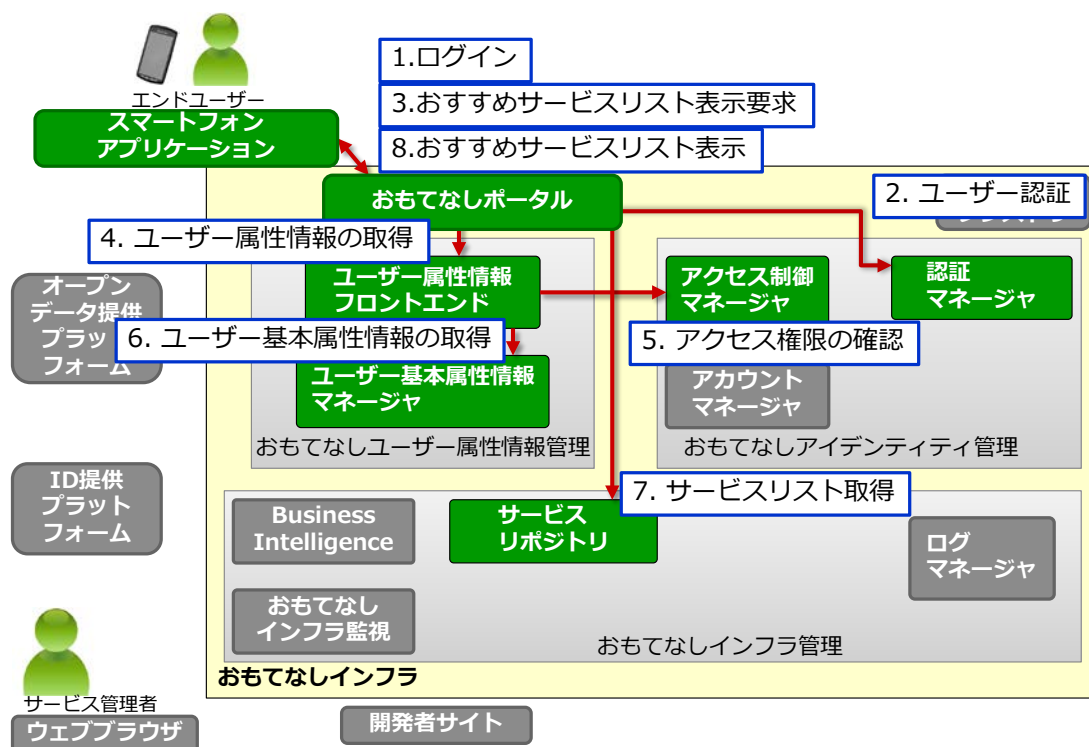 1.ログイン
3.おすすめサービスリスト表示要求
8.おすすめサービスリスト表示
エンドユーザー
スマートフォン
アプリケーション
おもてなしポータル
2. ユーザー認証
4. ユーザー属性情報の取得
ユーザー属性情報
フロントエンド
アクセス制御
マネージャ
認証
マネージャ
オープン
データ提供
プラット
フォーム
6. ユーザー基本属性情報の取得
5. アクセス権限の確認
ユーザー基本属性情報
マネージャ
アカウント
マネージャ
おもてなしユーザー属性情報管理
おもてなしアイデンティティ管理
ID提供
プラット
フォーム
7. サービスリスト取得
Business
Intelligence
サービス
リポジトリ
ログ
マネージャ
おもてなし
インフラ監視
おもてなしインフラ管理
おもてなしインフラ
サービス管理者
ウェブブラウザ
開発者サイト